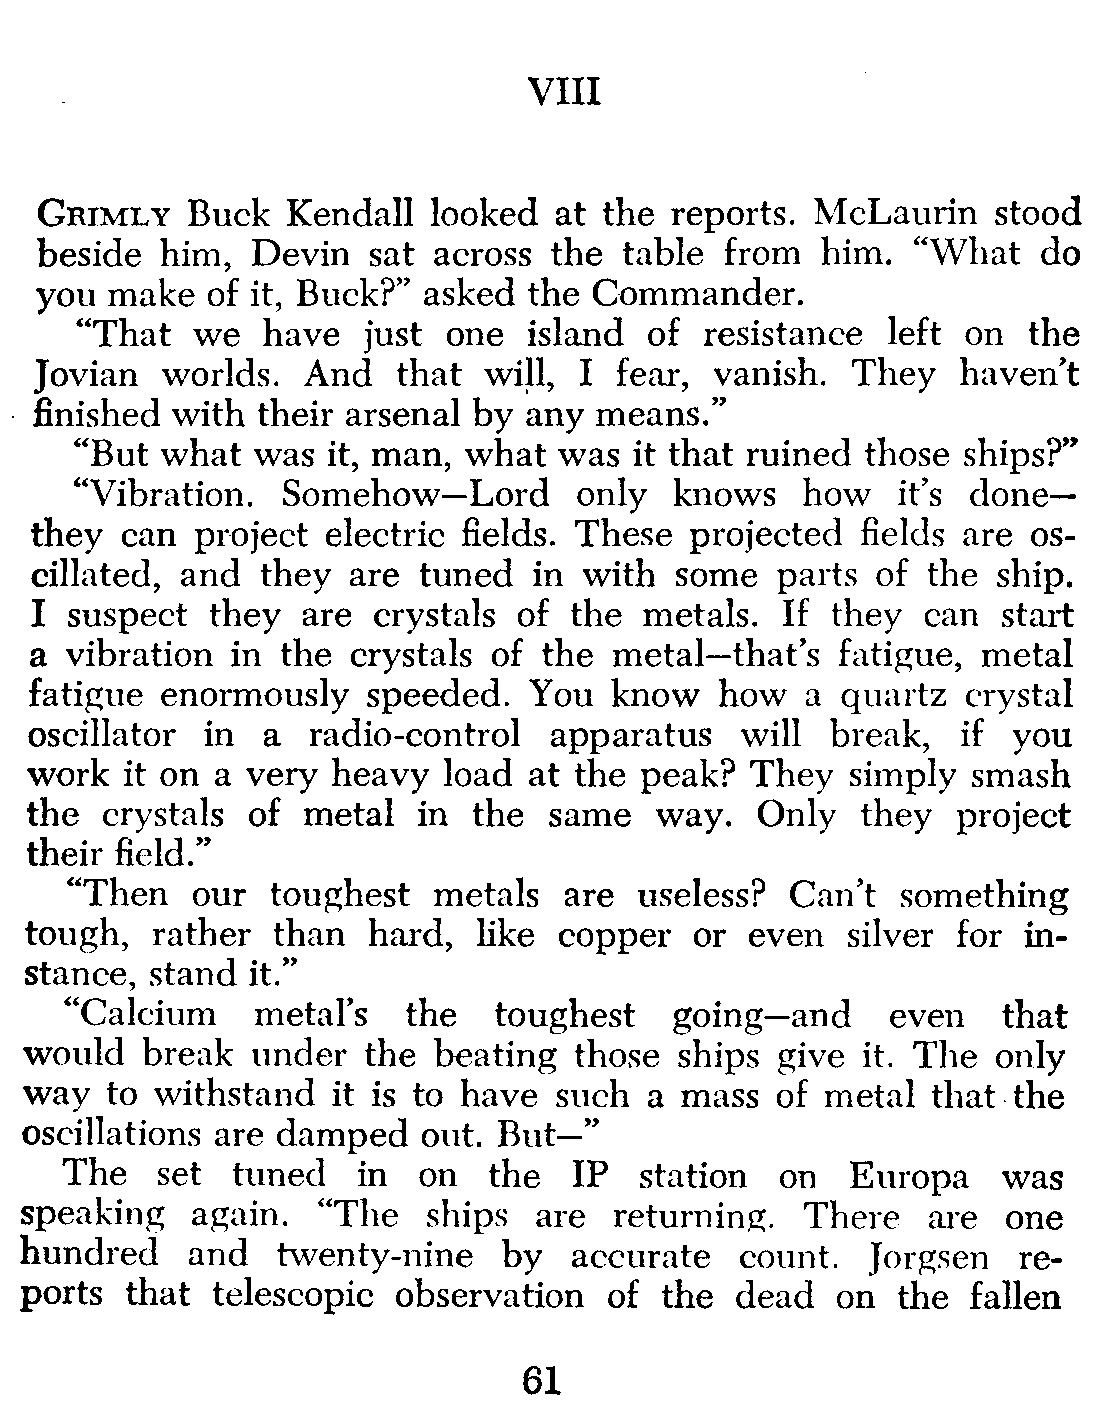 VIII
GRIMLY Buck Kendall looked at the reports. McLaurin stood
beside him, Devin sat across the table from him. “What do
you make of it, Buck?” asked the Commander.
“That we have just one island of resistance left on the
Jovian worlds. And that will, I fear, vanish. They haven’t
finished with their arsenal by any means.”
“But what was it, man, what was it that ruined those ships?”
“Vibration. Somehow—Lord only knows how it’s done—
they can project electric fields. These projected fields are os-
cillated, and they are tuned in with some parts of the ship.
I suspect they are crystals of the metals. If they can start
a vibration in the crystals of the metal—that’s fatigue, metal
fatigue enormously speeded. You know how a quartz crystal
oscillator in a radio-control apparatus will break, if you
work it on a very heavy load at the peak? They simply smash
the crystals of metal in the same way. Only they project
their field.”
“Then our toughest metals are useless? Can’t something
tough, rather than hard, like copper or even silver for in-
stance, stand it.”
“Calcium metal’s the toughest going—and even that
would break under the beating those ships give it. The only
way to withstand it is to have such a mass of metal that the
oscillations are damped out. But—”
The set tuned in on the IP station on Europa was
speaking again. “The ships are returning. There are one
hundred and twenty-nine by accurate count. Jorgsen re-
ports that telescopic observation of the dead on the fallen
61